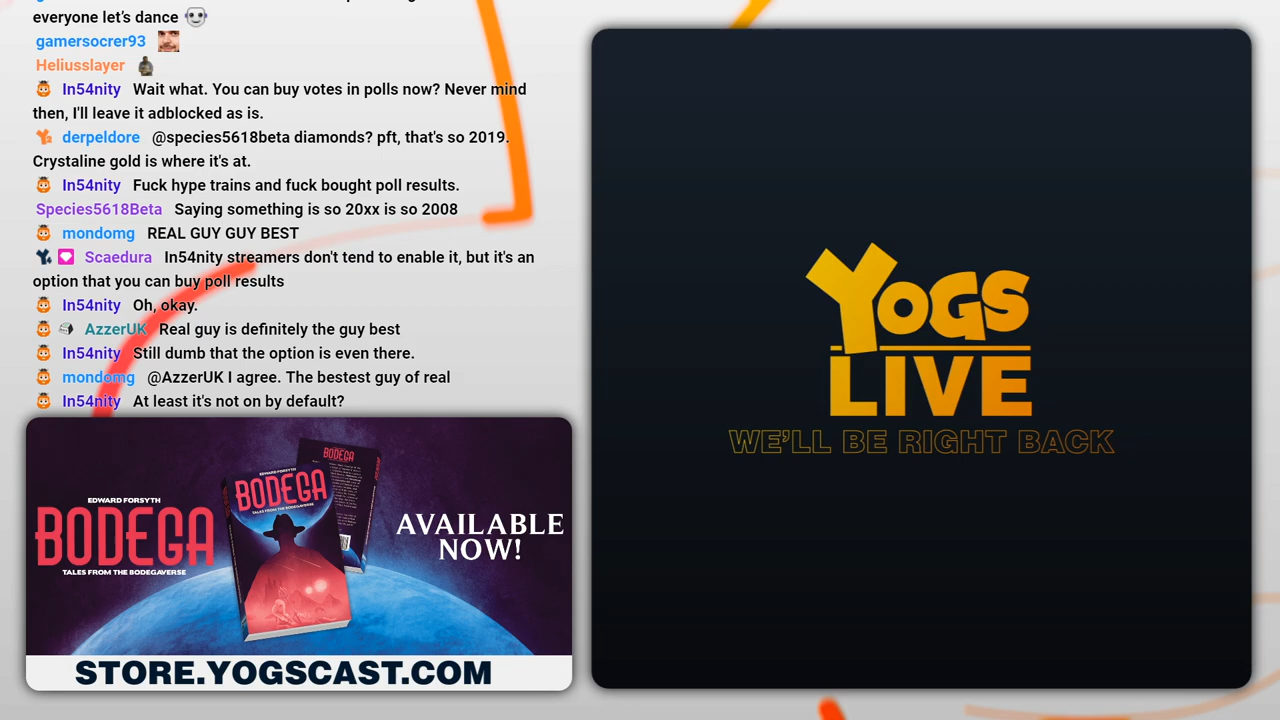 everyone let's dance
gamersocrer93
Heliusslayer
In54nity Wait what. You can buy votes in polls now? Never mind
then, I'll leave it adblocked as is.
derpeldore @species5618beta diamonds? pft, that's so 2019.
Crystaline gold is where it's at.
In54nity Fuck hype trains and fuck bought poll results.
Species5618Beta Saying something is so 20xx is so 2008
mondomg REAL GUY GUY BEST
Scaedura In54nity streamers don't tend to enable it, but it's an
option that you can buy poll results
In54nity Oh, okay.
AzzerUK Real guy is definitely the guy best
In54nity Still dumb that the option is even there.
mondomg @AzzerUK I agree. The bestest guy of real
In54nity At least it's not on by default?
EDWARD FORSYTH
BODEGA
TALES FROM THE BODEGAVERSE
EDWARD FORSYTH
BODEGA
TALES FROM THE BODEGAVERSE
BODEGA
AVAILABLE
NOW!
STORE.YOGSCAST.COM
YOGS
LIVE
WE'LL BE RIGHT BACK